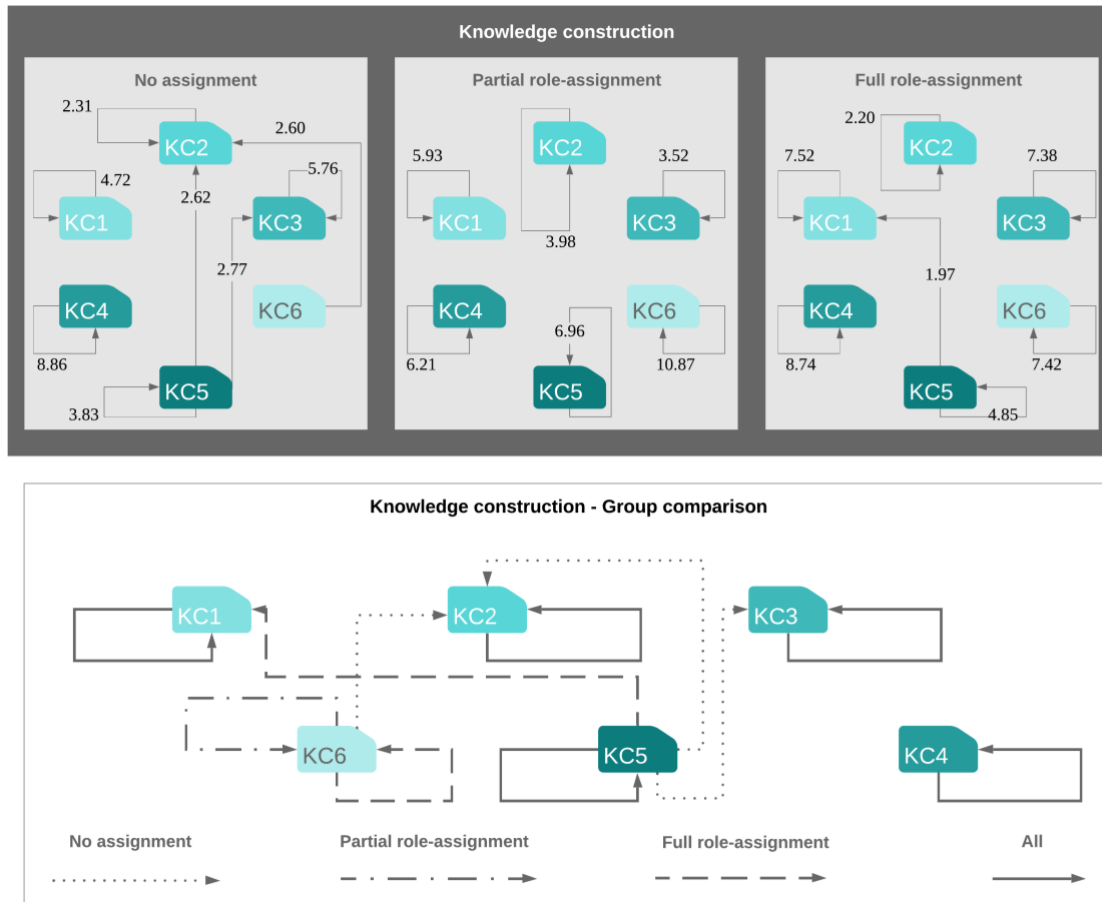 Knowledge construction
No assignment
Partial role-assignment
Full role-assignment
2.31
KC2
2.60
4.72
KC1
2.62
5.76
KC3
2.77
KC4
8.86
KC6
KC5
3.83
KC2
5.93
KC1
3.52
KC3
3.98
KC4
6.21
6.96
KC6
10.87
KC5
2.20
KC2
7.52
KC1
7.38
KC3
1.97
KC4
8.74
KC6
7.42
KC5
4.85
Knowledge construction - Group comparison
KC1
KC2
KC3
KC6
KC5
KC4
No assignment
Partial role-assignment
Full role-assignment
All